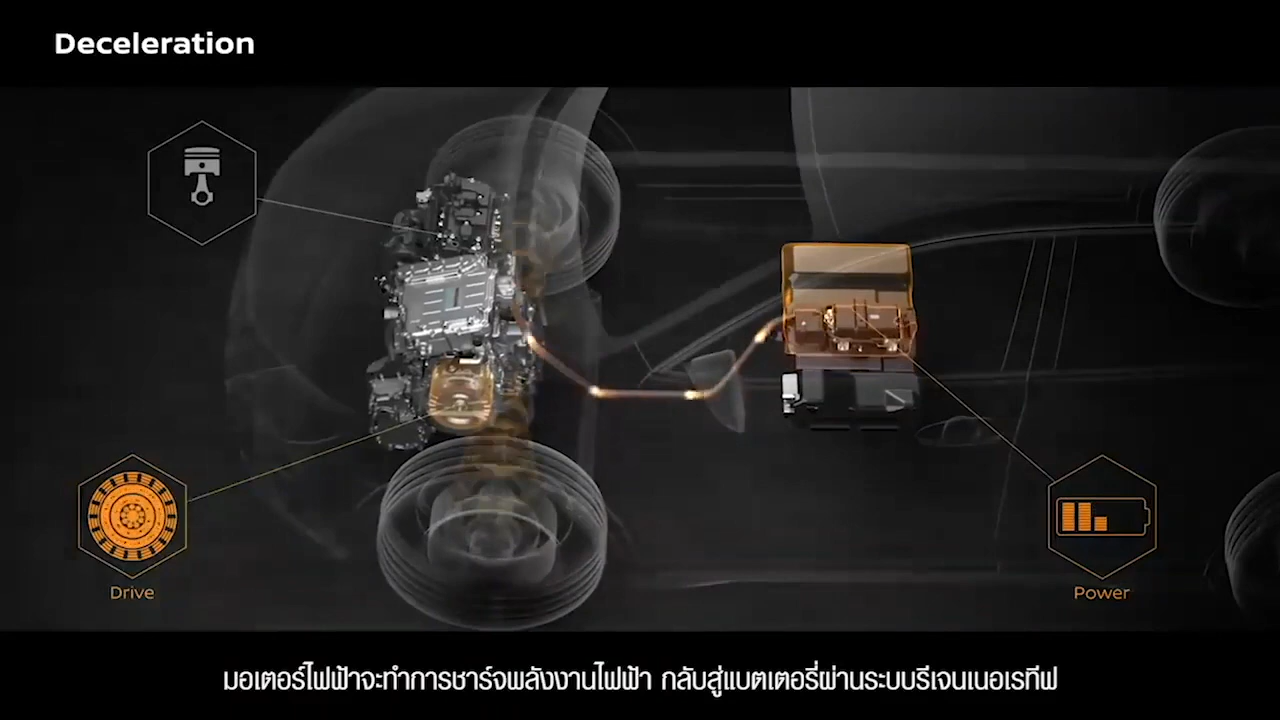 Deceleration
Drive
Power
มอเตอร์ไฟฟ้าจะทำการชาร์จพลังงานไฟฟ้า กลับสู่แบตเตอรี่ผ่านระบบรีเจนเนอเรทีฟ